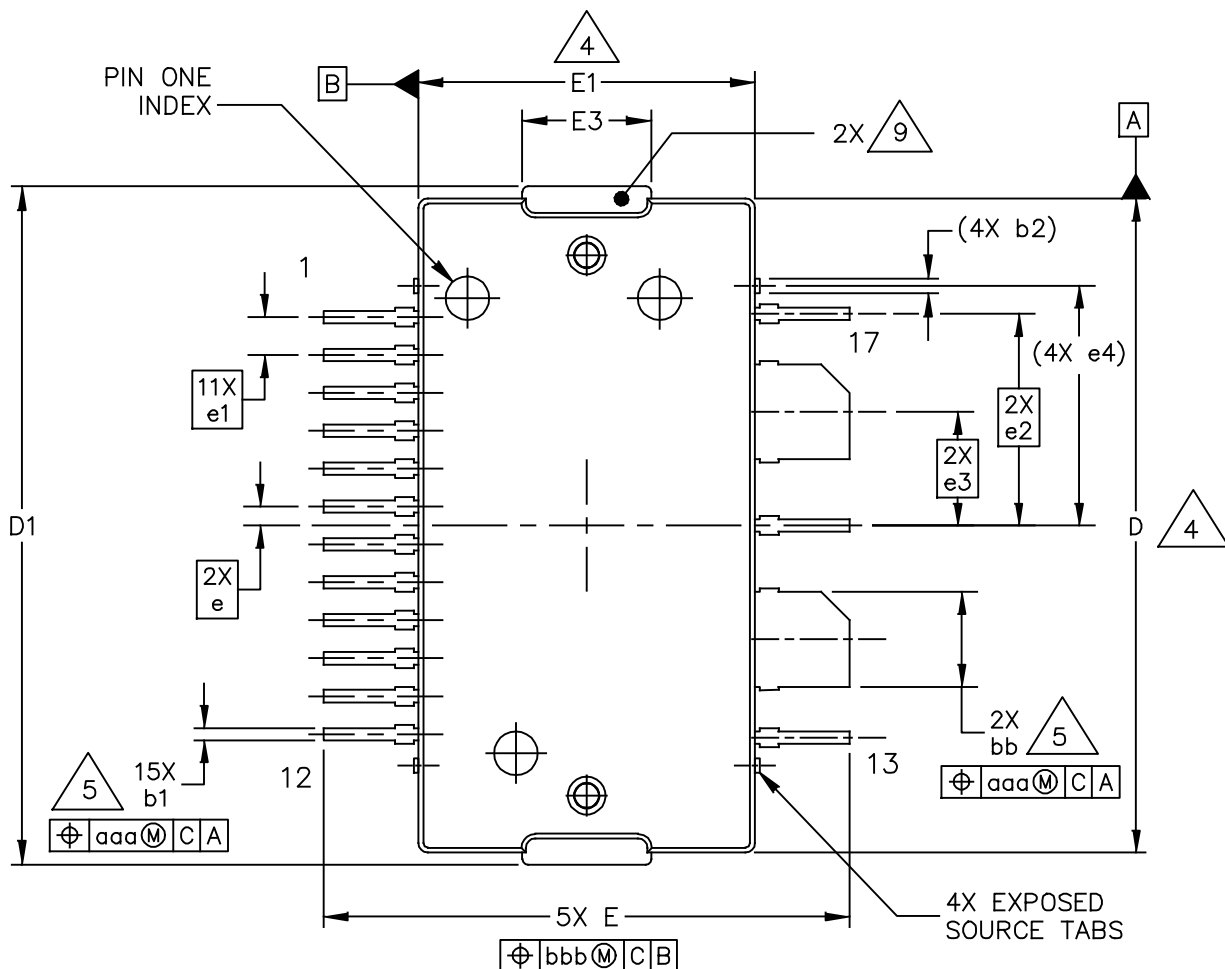 4
PIN ONE
INDEX
B
E1
E3
2X 9
A
(4X b2)
1
17
(4X e4)
11X
e1
2X
e2
2X
e3
D1
D
4
2X
e
2X
bb
5
5
15X
b1
12
13
⌖ aaa Ⓜ C A
⌖ aaa Ⓜ C A
4X EXPOSED
SOURCE TABS
5X E
⌖ bbb Ⓜ C B